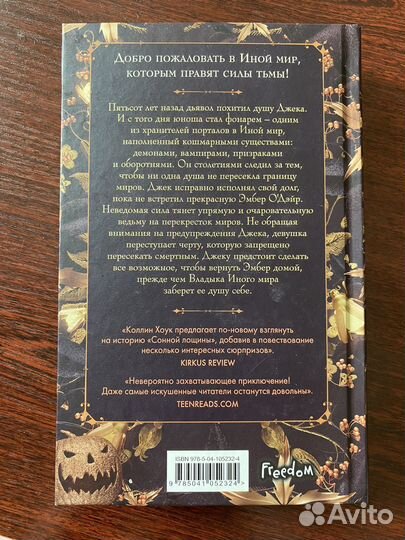 Добро пожаловать в Иной мир,
которым правят силы тьмы!
Пятьсот лет назад дьявол похитил душу Джека.
И с того дня юноша стал фонарем – одним
из хранителей порталов в Иной мир,
наполненный кошмарными существами:
демонами, вампирами, призраками
и оборотнями. Он столетиями следил за тем,
чтобы ни одна душа не пересекла границу
миров. Джек исправно исполнял свой долг,
пока не встретил прекрасную Эмбер О'Дэйр.
Неведомая сила тянет упрямую и очаровательную
ведьму на перекресток миров. Не обращая
внимания на предупреждения Джека, девушка
переступает черту, которую запрещено
пересекать смертным. Джеку предстоит сделать
все возможное, чтобы вернуть Эмбер домой,
прежде чем Владыка Иного мира
заберет ее душу себе.
«Коллин Хоук предлагает по-новому взглянуть
на историю «Сонной лощины», добавив в повествование
несколько интересных сюрпризов».
KIRKUS REVIEW
«Невероятно захватывающее приключение!
Даже самые искушенные читатели останутся довольны».
TEENREADS.COM
ISBN 978-5-04-105232-4
9 785041 052324 >
Freedom
Avito